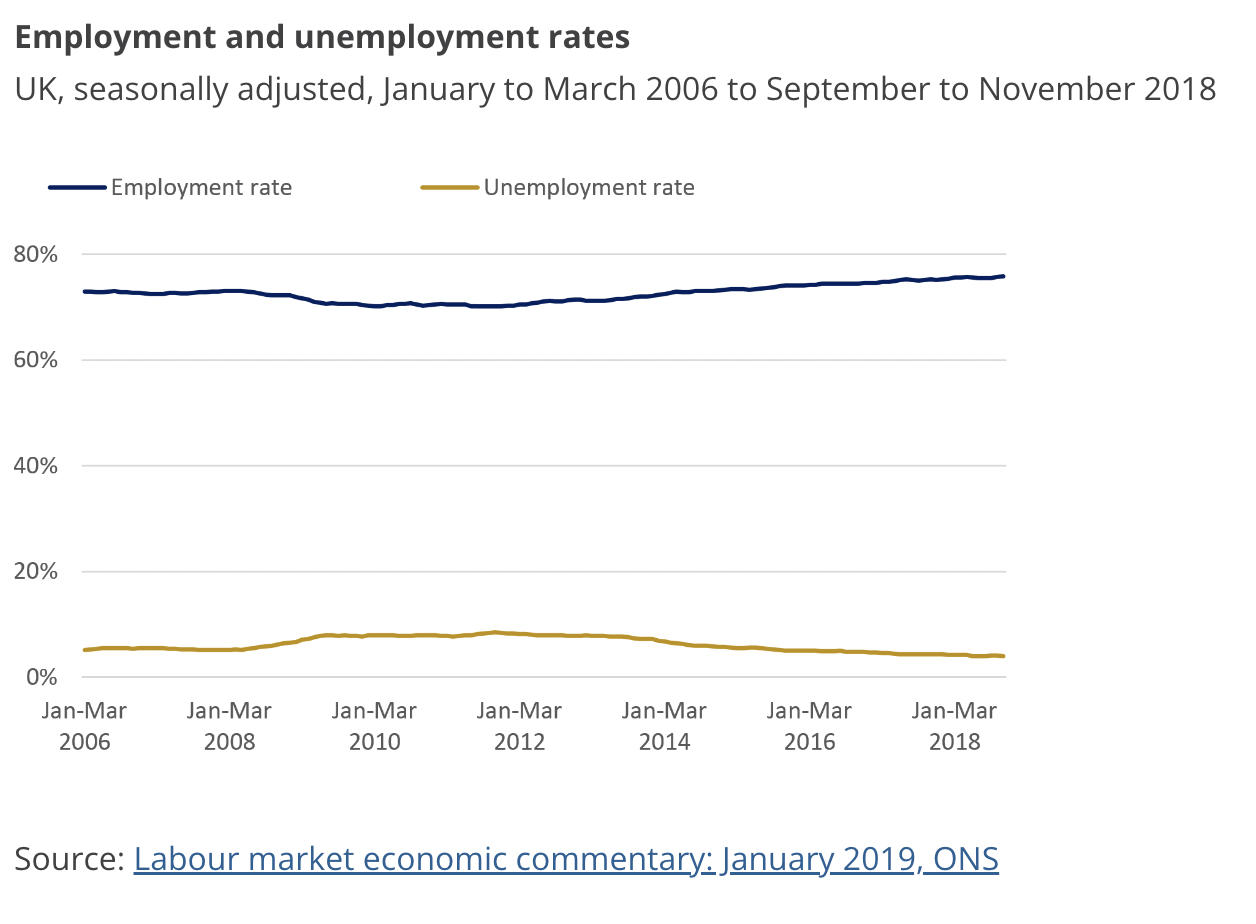 Employment and unemployment rates
UK, seasonally adjusted, January to March 2006 to September to November 2018
Employment rate
Unemployment rate
80%
60%
40%
20%
0%
Jan-Mar
2006
Jan-Mar
2008
Jan-Mar
2010
Jan-Mar
2012
Jan-Mar
2014
Jan-Mar
2016
Jan-Mar
2018
Source: Labour market economic commentary: January 2019, ONS